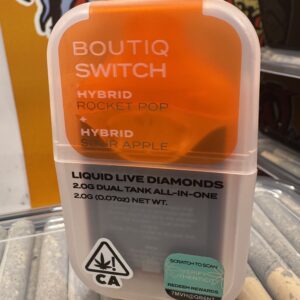 BOUTIQ
SWITCH
HYBRID
ROCKET POP
+
HYBRID
SOUR APPLE
LIQUID LIVE DIAMONDS
2.0G DUAL TANK ALL-IN-ONE
2.0G (0.07oz) NET WT.
CA
SCRATCH TO SCAN
REDEEM REWARDS